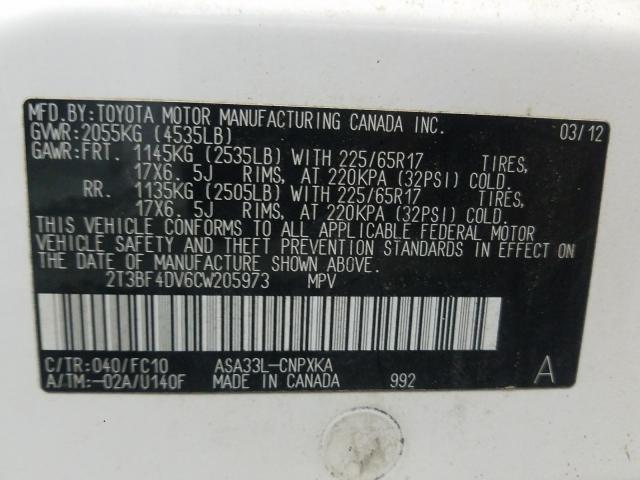 MFD.BY:TOYOTA MOTOR MANUFACTURING CANADA INC. 03/12
GVWR:2055KG (4535LB)
GAWR:FRT. 1145KG (2535LB) WITH 225/65R17 TIRES,
17X6.5J RIMS, AT 220KPA (32PSI) COLD
RR. 1135KG (2505LB) WITH 225/65R17 TIRES,
17X6.5J RIMS, AT 220KPA (32PSI) COLD.
THIS VEHICLE CONFORMS TO ALL APPLICABLE FEDERAL MOTOR
VEHICLE SAFETY AND THEFT PREVENTION STANDARDS IN EFFECT ON
THE DATE OF MANUFACTURE SHOWN ABOVE.
2T3BF4DV6CW205973 MPV
C/TR:040/FC10 ASA33L-CNPXKA
A/TM:-02A/U140F MADE IN CANADA 992 A